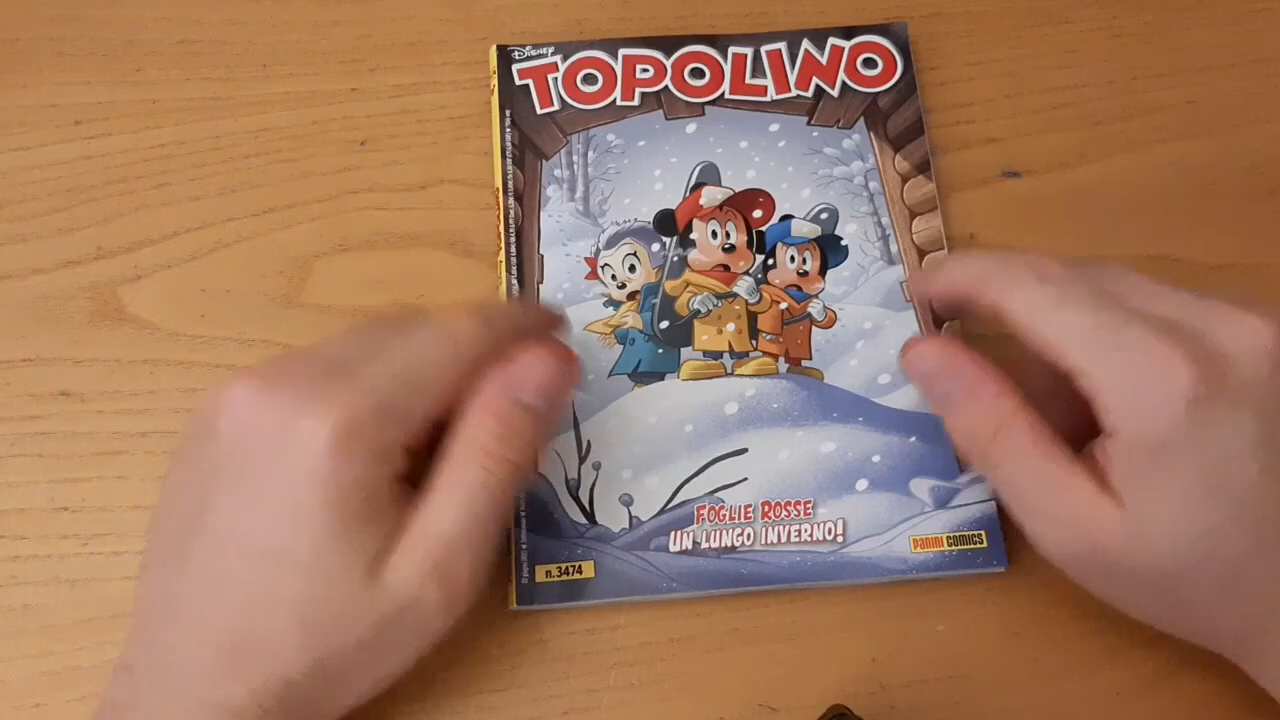 Disney
TOPOLINO
FOGLIE ROSSE
UN LUNGO INVERNO!
PANINI COMICS
n.3474